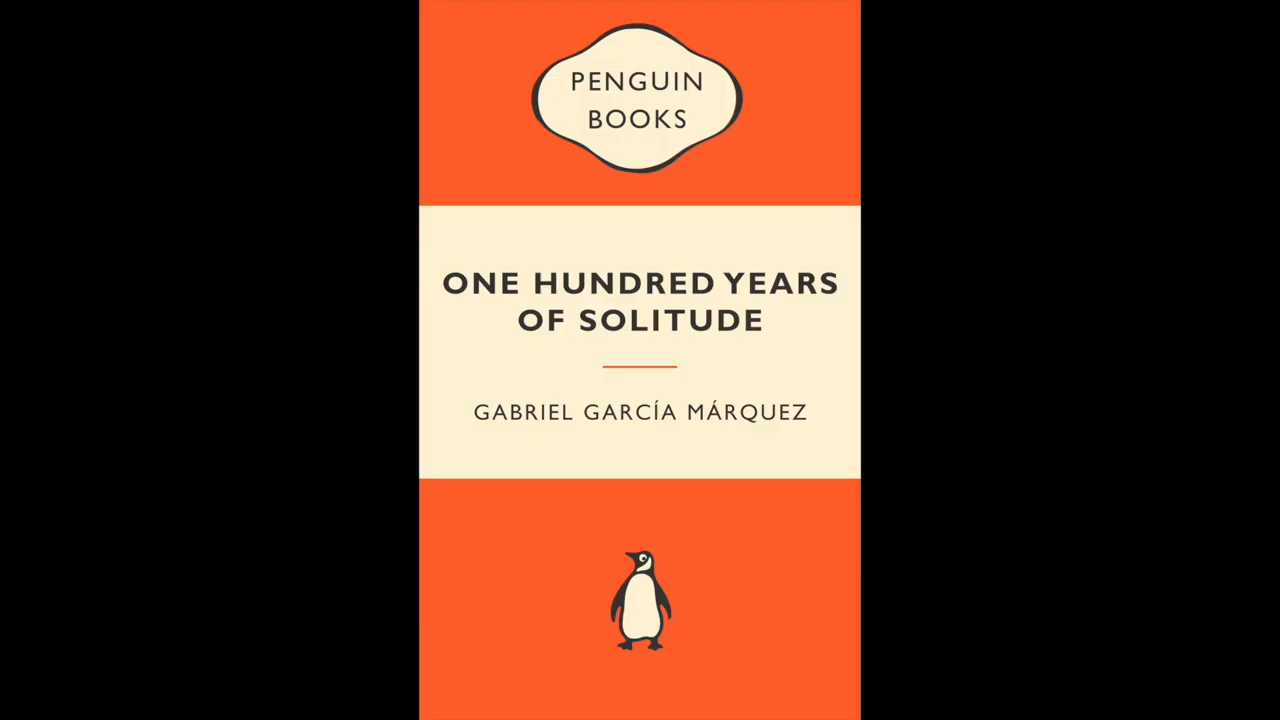 PENGUIN
BOOKS
ONE HUNDRED YEARS
OF SOLITUDE
GABRIEL GARCÍA MÁRQUEZ